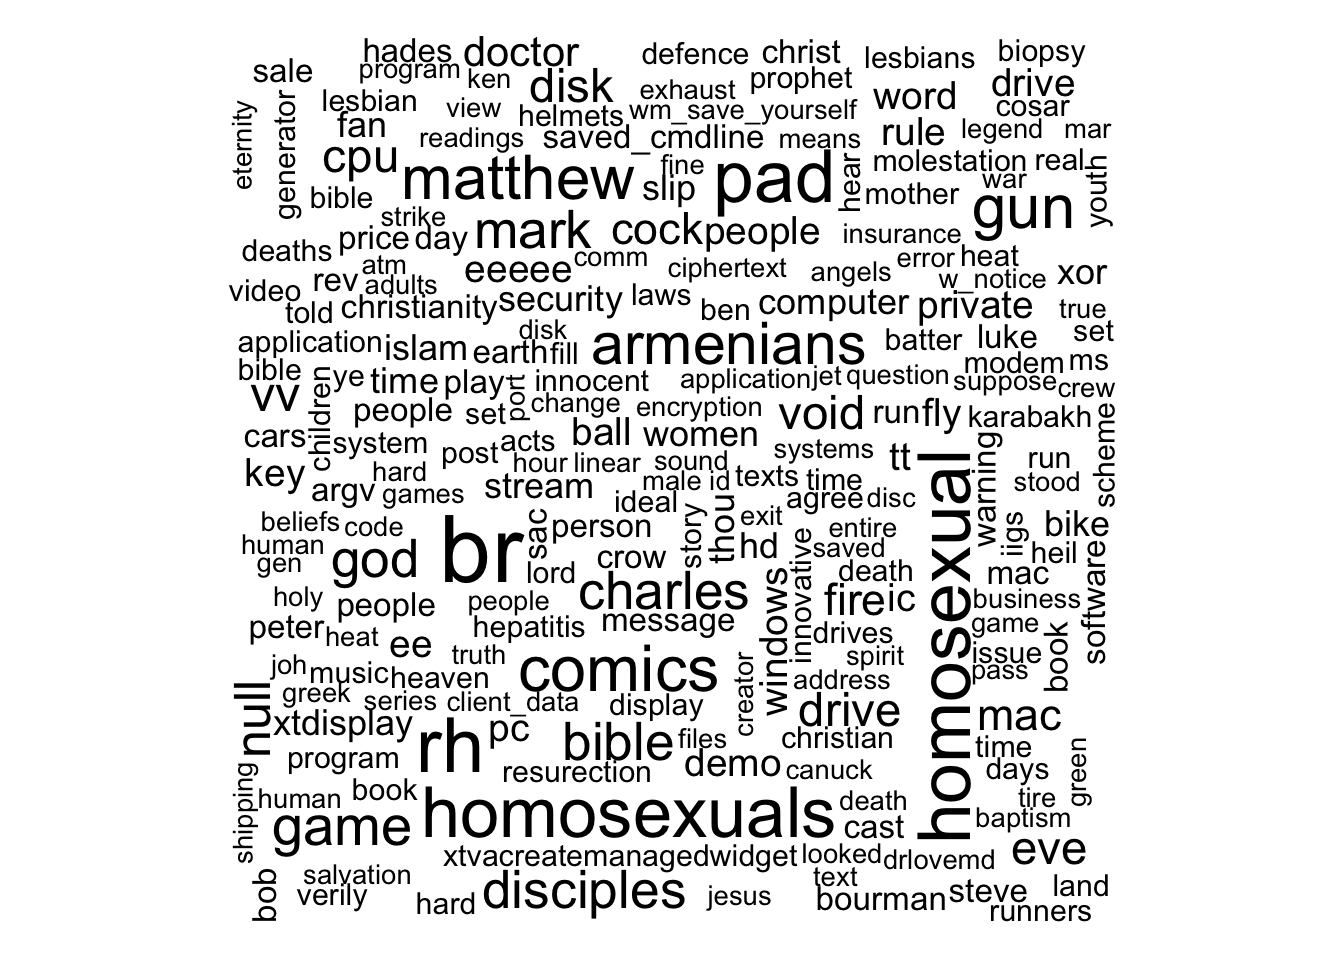 hades doctor defence christ lesbians biopsy
sale program ken disk exhaust prophet word drive
lesbian view helmets wm_save_yourself cosar
eternity generator fan readings saved_cmdline means rule legend mar
cpu matthew fine slip pad hear molestation real youth
bible mother war gun
strike
deaths price day mark cock people insurance
atm eeeee comm ciphertext angels error heat
video rev adults w_notice xor
told christianity security laws ben computer private true
application islam disk earth fill armenians batter luke set
bible modem ms
vv children ye time play port innocent application jet question suppose crew
people set change encryption void run fly karabakh
cars system post acts ball women systems tt homosexual warning run scheme
key hard hour linear sound
argv games stream male id texts time stood
ideal agree disc
beliefs code br sac person story thou exit entire iigs bike
human god crow hd innovative saved heil software
gen lord death mac
holy people people charles windows fire ic business
peter heat ee hepatitis message drives game
joh music heaven truth comics creator spirit issue pass book
null greek series client_data display address
xtdisplay rh pc bible files drive mac
program resurection demo christian canuck time days green
shipping human book homosexuals death tire
game cast baptism
xtvacreatemanagedwidget looked drlovemd eve
bob salvation verily hard disciples jesus text bourman steve land
runners